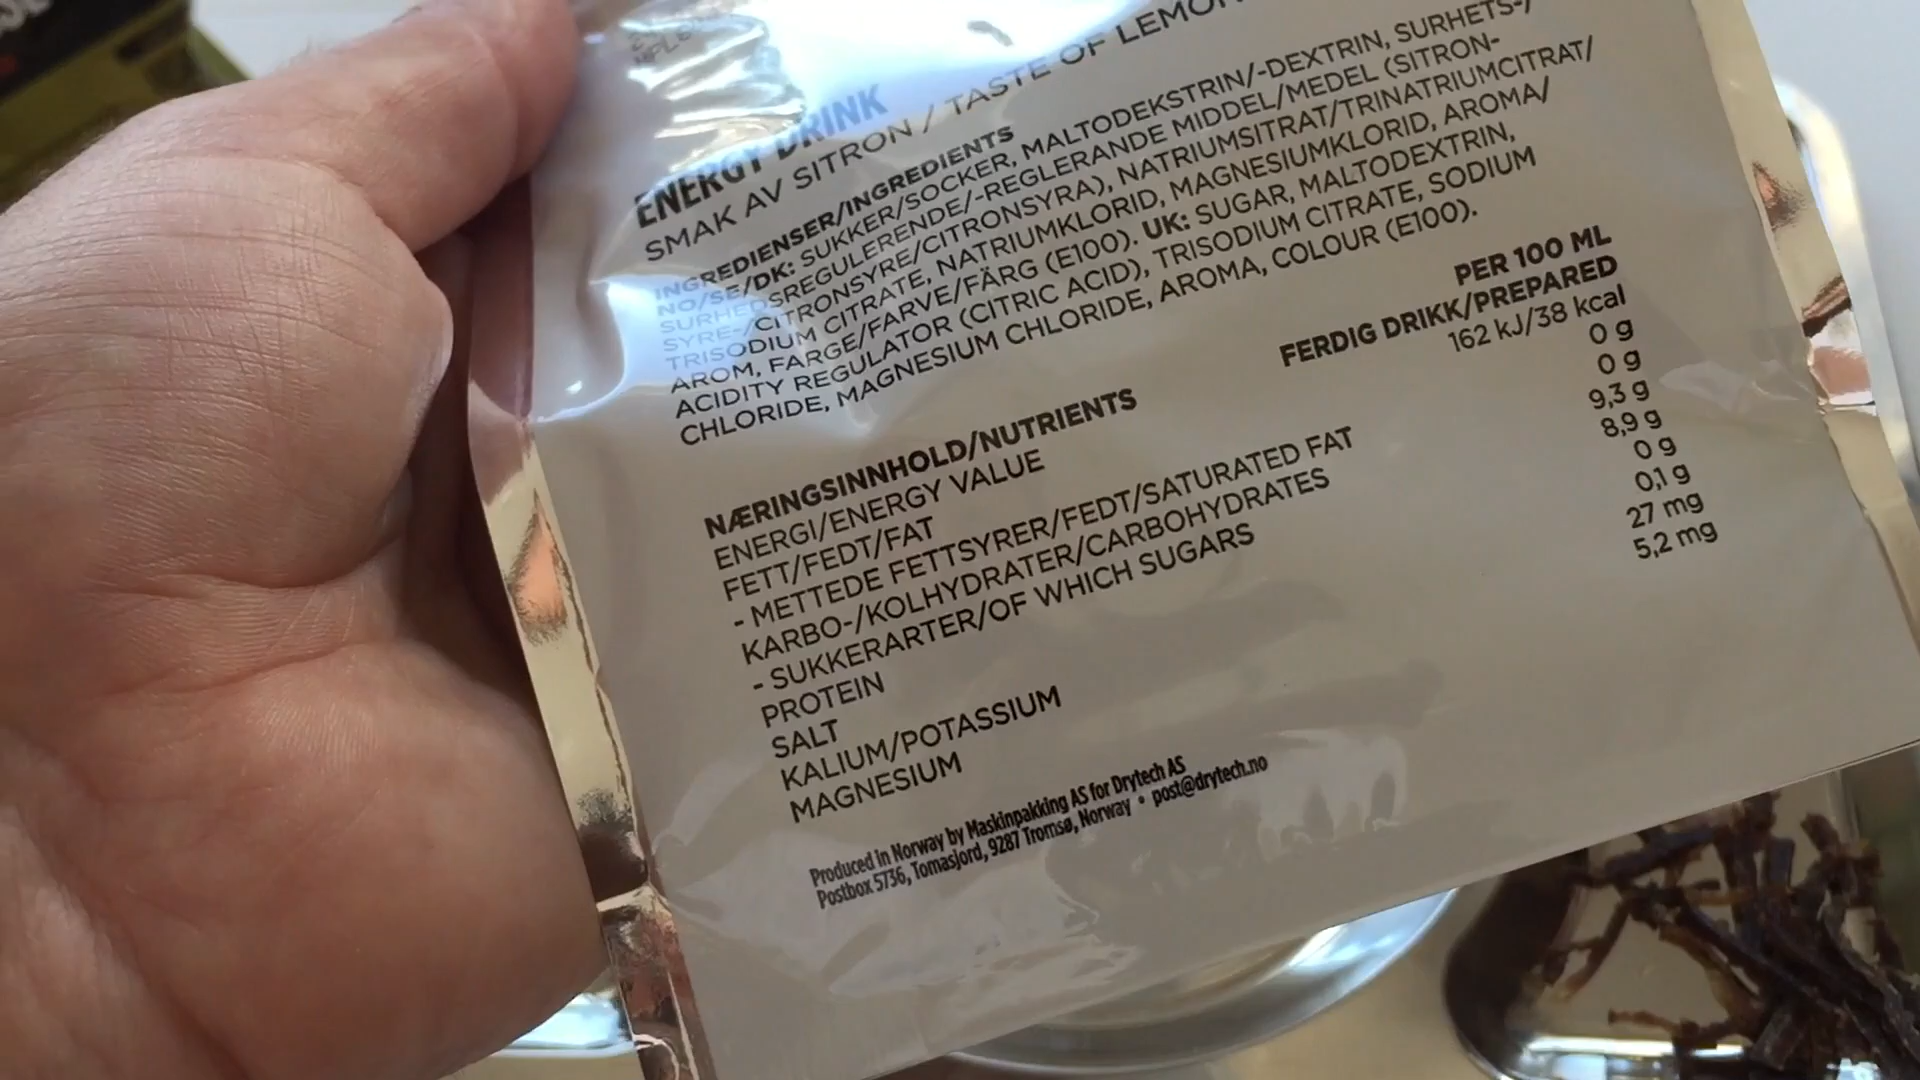 ENERGY DRINK
SMAK AV SITRON / TASTE OF LEMON
INGREDIENSER/INGREDIENTS
NO/SE/DK: SUKKER/SOCKER, MALTODEKSTRIN/-DEXTRIN, SURHETS-/
SURHEDSREGULERENDE/-REGLERANDE MIDDEL/MEDEL (SITRON-
SYRE-/CITRONSYRE/CITRONSYRA), NATRIUMSITRAT/TRINATRIUMCITRAT/
TRISODIUM CITRATE, NATRIUMKLORID, MAGNESIUMKLORID, AROMA/
AROM, FARGE/FARVE/FÄRG (E100). UK: SUGAR, MALTODEXTRIN,
ACIDITY REGULATOR (CITRIC ACID), TRISODIUM CITRATE, SODIUM
CHLORIDE, MAGNESIUM CHLORIDE, AROMA, COLOUR (E100).
PER 100 ML
NÆRINGSINNHOLD/NUTRIENTS FERDIG DRIKK/PREPARED
ENERGI/ENERGY VALUE 162 kJ/38 kcal
FETT/FEDT/FAT 0 g
- METTEDE FETTSYRER/FEDT/SATURATED FAT 0 g
KARBO-/KOLHYDRATER/CARBOHYDRATES 9,3 g
- SUKKERARTER/OF WHICH SUGARS 8,9 g
PROTEIN 0 g
SALT 0,1 g
KALIUM/POTASSIUM 27 mg
MAGNESIUM 5,2 mg
Produced in Norway by Maskinpakking AS for Drytech AS
Postbox 5736, Tomasjord, 9287 Tromsø, Norway • post@drytech.no